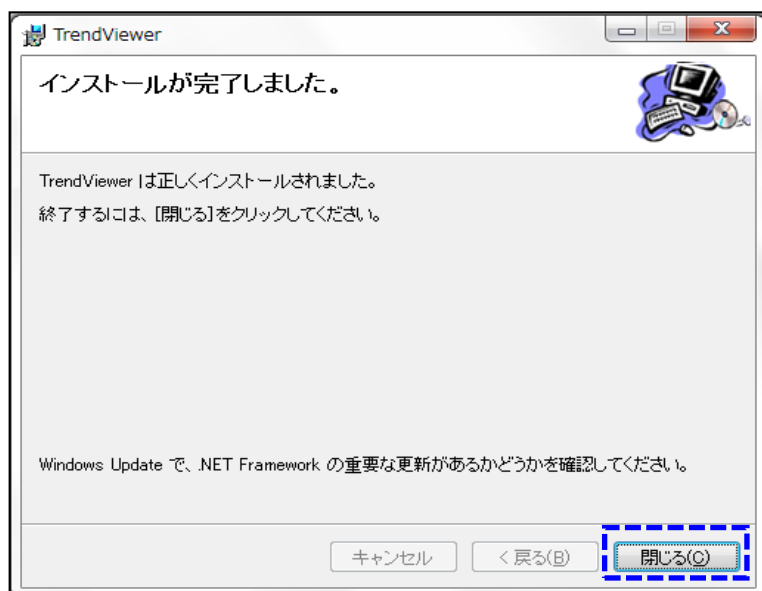 TrendViewer
インストールが完了しました。
TrendViewer は正しくインストールされました。
終了するには、[閉じる]をクリックしてください。
Windows Update で、.NET Framework の重要な更新があるかどうかを確認してください。
キャンセル
< 戻る(B)
閉じる(C)